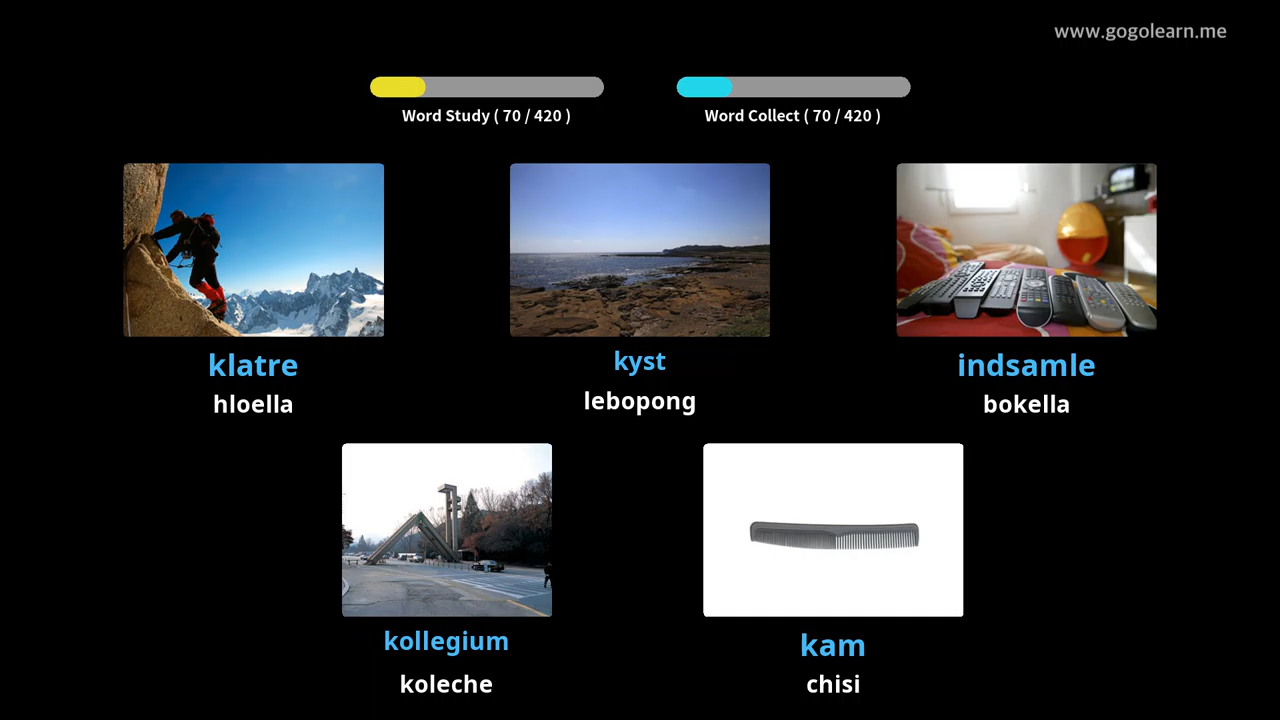 www.gogolearn.me
Word Study ( 70 / 420 )
Word Collect ( 70 / 420 )
klatre
hloella
kyst
lebopong
indsamle
bokella
kollegium
koleche
kam
chisi